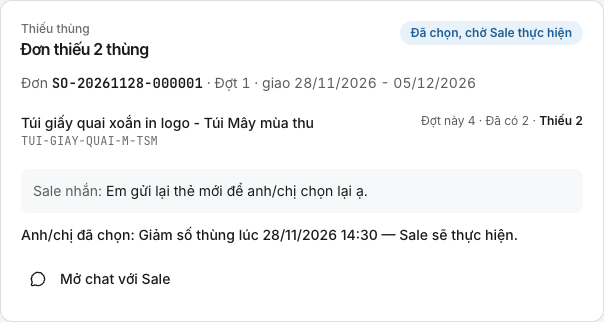 Thiếu thùng
Đơn thiếu 2 thùng
Đã chọn, chờ Sale thực hiện
Đơn SO-20261128-000001 · Đợt 1 · giao 28/11/2026 - 05/12/2026
Túi giấy quai xoắn in logo - Túi Mây mùa thu
Đợt này 4 · Đã có 2 · Thiếu 2
TUI-GIAY-QUAI-M-TSM
Sale nhắn: Em gửi lại thẻ mới để anh/chị chọn lại ạ.
Anh/chị đã chọn: Giảm số thùng lúc 28/11/2026 14:30 — Sale sẽ thực hiện.
Mở chat với Sale